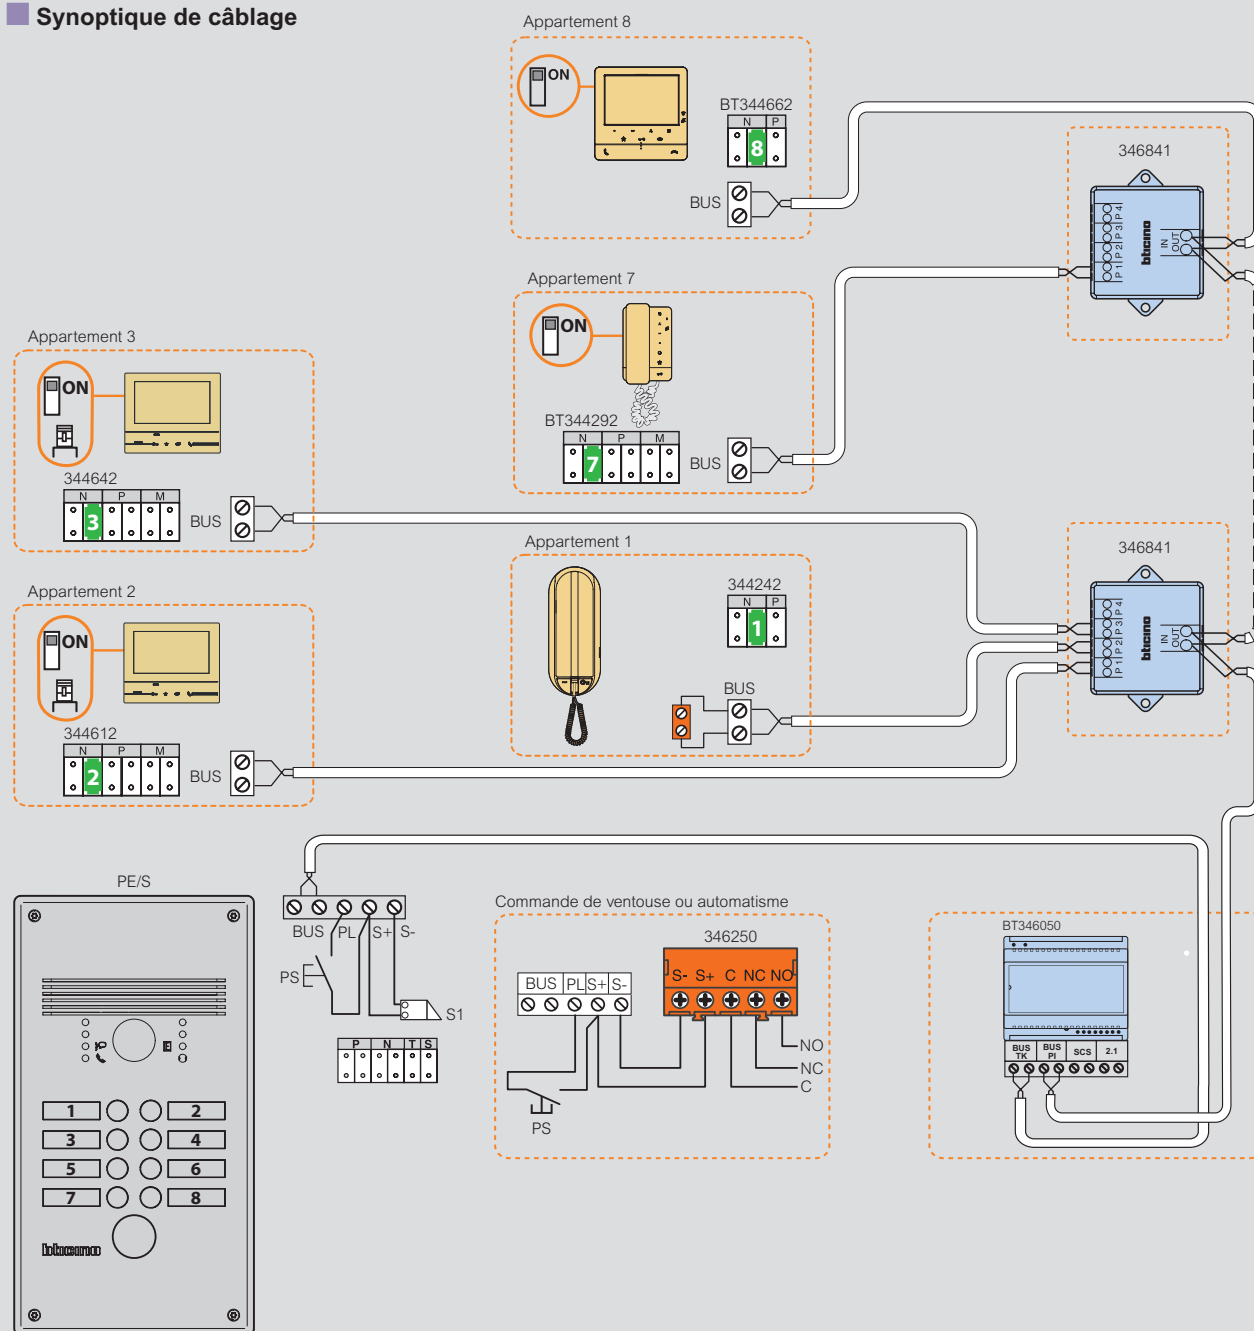 Synoptique de câblage
Appartement 8
ON
BT344662
N P
8
BUS
346841
P1 P2 P3 P4
bticino
IN
OUT
Appartement 7
ON
BT344292
N P M
7
BUS
Appartement 3
ON
344642
N P M
3
BUS
Appartement 1
344242
N P
1
BUS
346841
P1 P2 P3 P4
bticino
IN
OUT
Appartement 2
ON
344612
N P M
2
BUS
PE/S
1 2
3 4
5 6
7 8
bticino
BUS PL S+ S-
PS
S1
P N T S
Commande de ventouse ou automatisme
346250
S- S+ C NC NO
BUS PL S+ S-
NO
NC
C
PS
BT346050
BUS TK BUS PI SCS 2.1